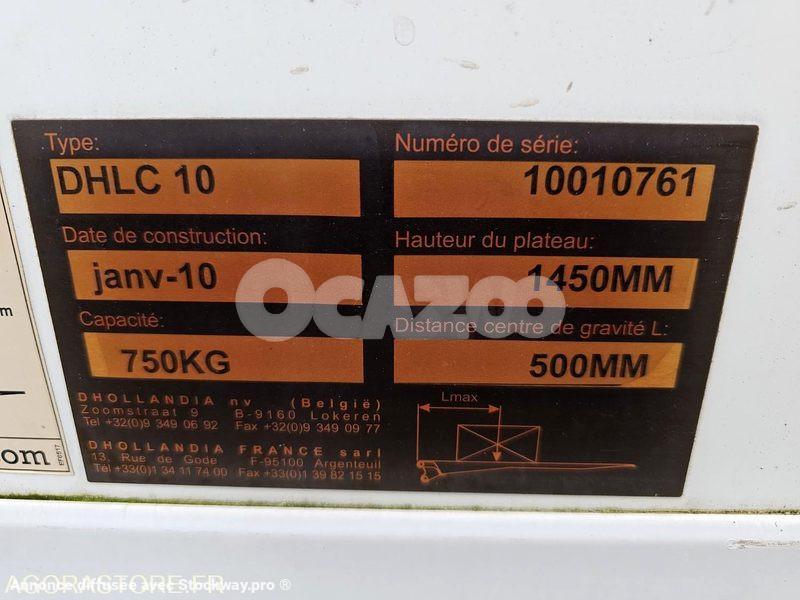 Type:
DHLC 10
Numéro de série:
10010761
Date de construction:
janv-10
Hauteur du plateau:
1450MM
Capacité:
750KG
Distance centre de gravité L:
500MM
OCAZOO
DHOLLANDIA nv (België)
Zoomstraat 9 B-9160 Lokeren
Tel +32(0)9 349 06 92 Fax +32(0)9 349 09 77
DHOLLANDIA FRANCE sarl
13, Rue de Gode F-95100 Argenteuil
Tél +33(0)1 34 11 74 00 Fax +33(0)1 39 82 15 15
Lmax
m
om
EF0517
AGORASTORE.FR
Annonce diffusée avec Stockway.pro ®